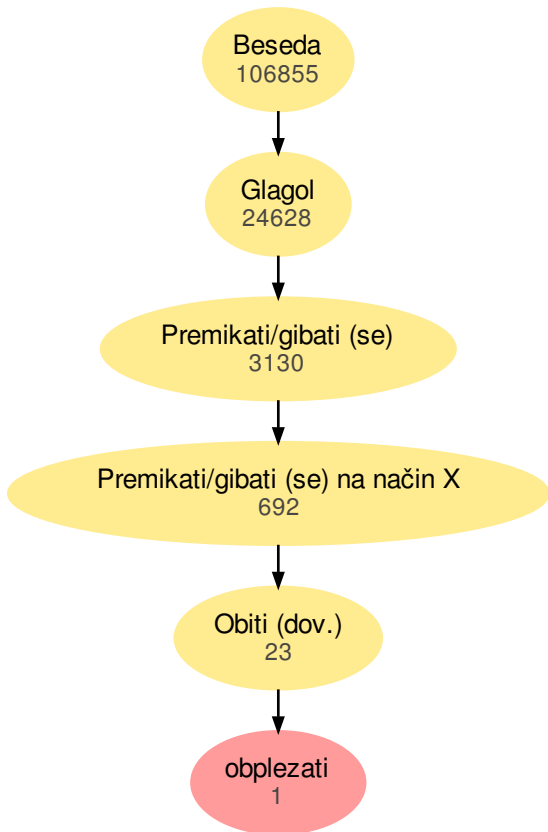 Beseda
106855
Glagol
24628
Premikati/gibati (se)
3130
Premikati/gibati (se) na način X
692
Obiti (dov.)
23
obplezati
1